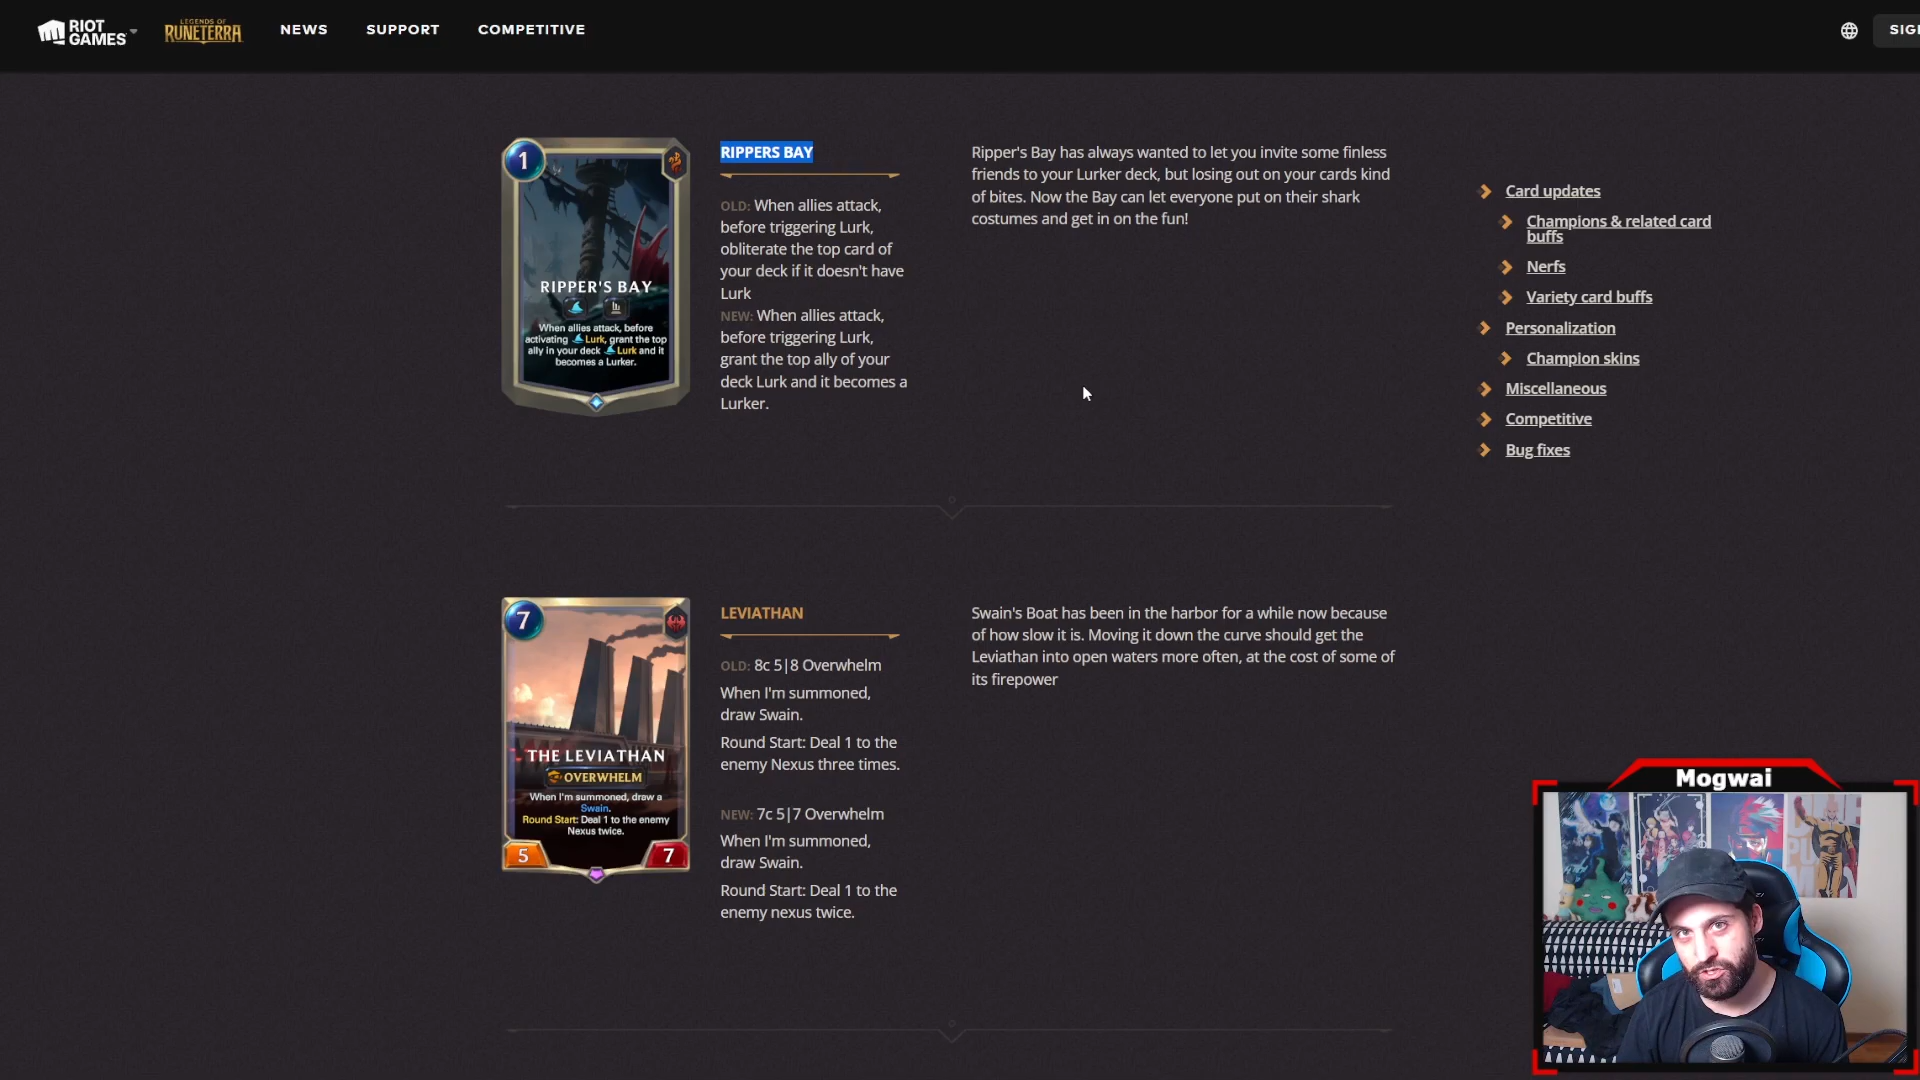 RIOT
GAMES
LEGENDS OF
RUNETERRA
NEWS
SUPPORT
COMPETITIVE
1
RIPPER'S BAY
When allies attack, before
activating Lurk, grant the top
ally in your deck Lurk and it
becomes a Lurker.
RIPPERS BAY
OLD: When allies attack,
before triggering Lurk,
obliterate the top card of
your deck if it doesn't have
Lurk
NEW: When allies attack,
before triggering Lurk,
grant the top ally of your
deck Lurk and it becomes a
Lurker.
Ripper's Bay has always wanted to let you invite some finless
friends to your Lurker deck, but losing out on your cards kind
of bites. Now the Bay can let everyone put on their shark
costumes and get in on the fun!
Card updates
Champions & related card
buffs
Nerfs
Variety card buffs
Personalization
Champion skins
Miscellaneous
Competitive
Bug fixes
7
THE LEVIATHAN
OVERWHELM
When I'm summoned, draw a
Swain.
Round Start: Deal 1 to the enemy
Nexus twice.
5
7
LEVIATHAN
OLD: 8c 5|8 Overwhelm
When I'm summoned,
draw Swain.
Round Start: Deal 1 to the
enemy Nexus three times.
NEW: 7c 5|7 Overwhelm
When I'm summoned,
draw Swain.
Round Start: Deal 1 to the
enemy nexus twice.
Swain's Boat has been in the harbor for a while now because
of how slow it is. Moving it down the curve should get the
Leviathan into open waters more often, at the cost of some of
its firepower
Mogwai